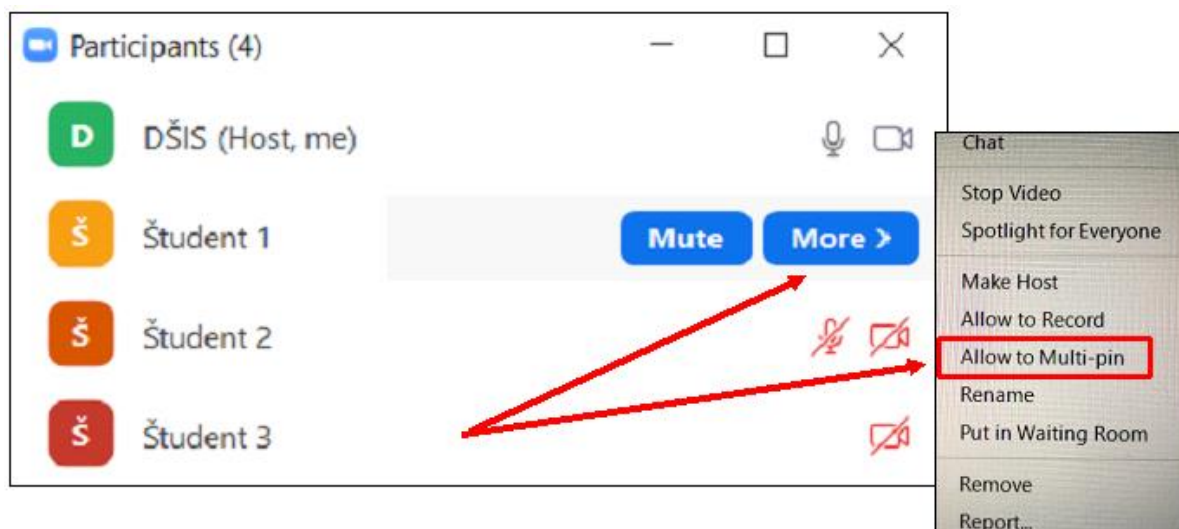 Participants (4)
D DŠIS (Host, me)
Š Študent 1 Mute More >
Š Študent 2
Š Študent 3
Chat
Stop Video
Spotlight for Everyone
Make Host
Allow to Record
Allow to Multi-pin
Rename
Put in Waiting Room
Remove
Report...